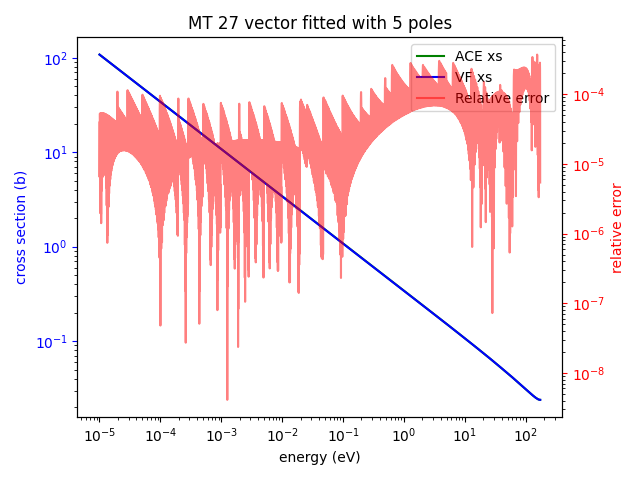 MT 27 vector fitted with 5 poles
ACE xs
VF xs
Relative error
cross section (b)
10²
10¹
10⁰
10⁻¹
10⁻⁴
10⁻⁵
10⁻⁶
10⁻⁷
10⁻⁸
relative error
10⁻⁵ 10⁻⁴ 10⁻³ 10⁻² 10⁻¹ 10⁰ 10¹ 10²
energy (eV)